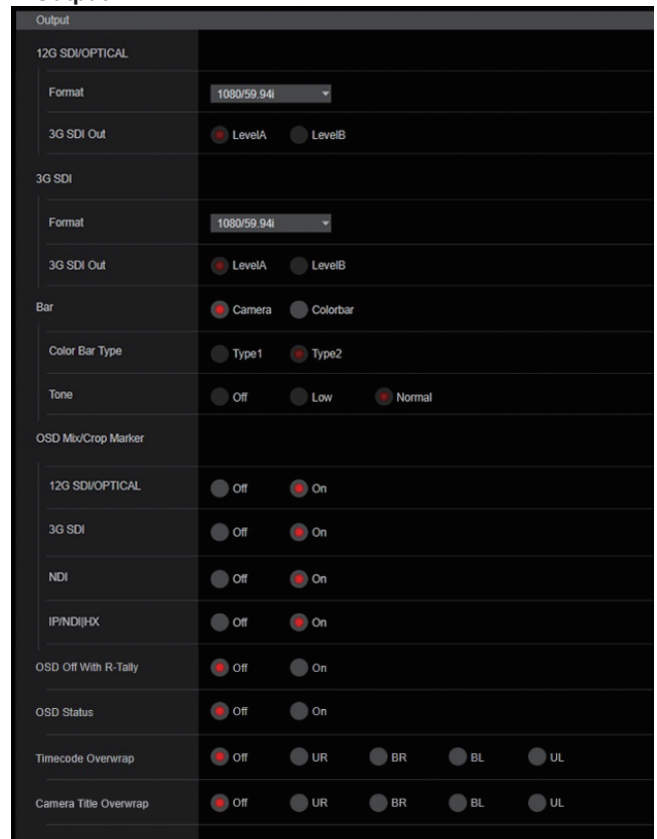 Output
12G SDI/OPTICAL
Format 1080/59.94i
3G SDI Out LevelA LevelB
3G SDI
Format 1080/59.94i
3G SDI Out LevelA LevelB
Bar Camera Colorbar
Color Bar Type Type1 Type2
Tone Off Low Normal
OSD Mix/Crop Marker
12G SDI/OPTICAL Off On
3G SDI Off On
NDI Off On
IP/NDI|HX Off On
OSD Off With R-Tally Off On
OSD Status Off On
Timecode Overwrap Off UR BR BL UL
Camera Title Overwrap Off UR BR BL UL